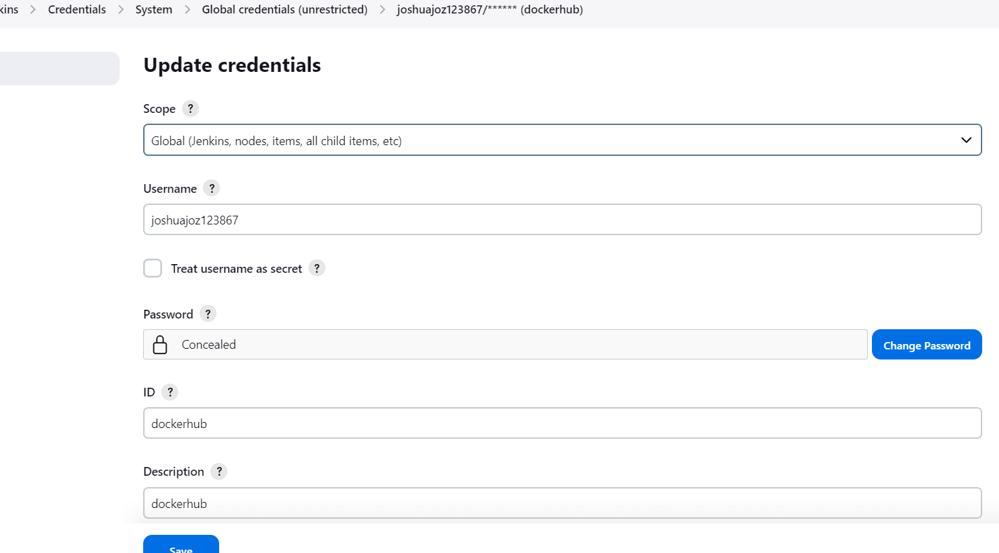 kins > Credentials > System > Global credentials (unrestricted) > joshuajoz123867/****** (dockerhub)
Update credentials
Scope ?
Global (Jenkins, nodes, items, all child items, etc)
Username ?
joshuajoz123867
Treat username as secret ?
Password ?
Concealed
Change Password
ID ?
dockerhub
Description ?
dockerhub
Save